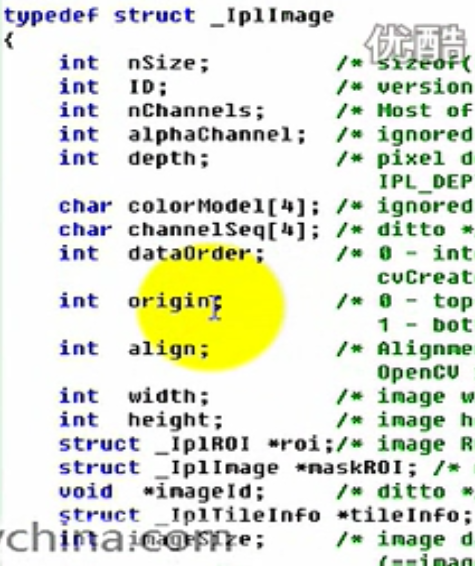 typedef struct _IplImage
{
int nSize; /* sizeof(
int ID; /* version
int nChannels; /* Most of
int alphaChannel; /* ignored
int depth; /* pixel d
IPL_DEP
char colorModel[4]; /* ignored
char channelSeq[4]; /* ditto *
int dataOrder; /* 0 - int
cvCreat
int origin; /* 0 - top
1 - bot
int align; /* Alignme
OpenCV
int width; /* image w
int height; /* image h
struct _IplROI *roi;/* image R
struct _IplImage *maskROI; /*
void *imageId; /* ditto *
struct _IplTileInfo *tileInfo;
int imageSize; /* image d
(==imag
优酷
ychina.com